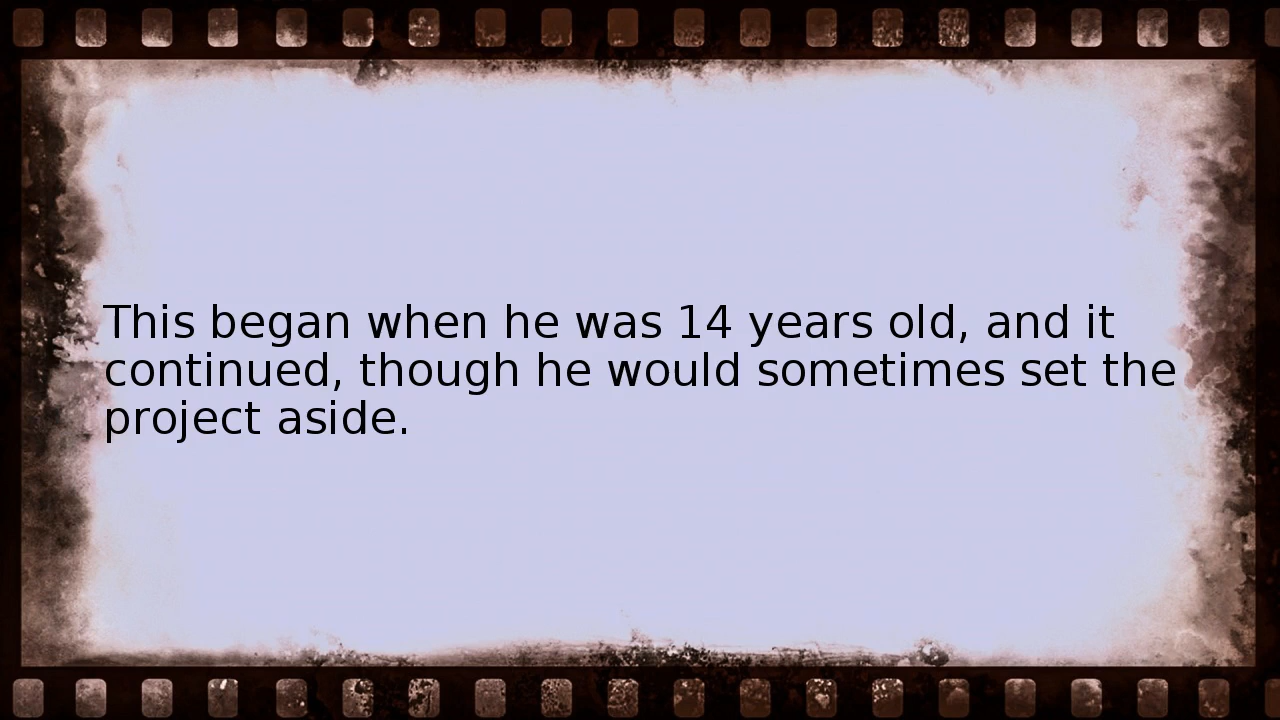 This began when he was 14 years old, and it
continued, though he would sometimes set the
project aside.